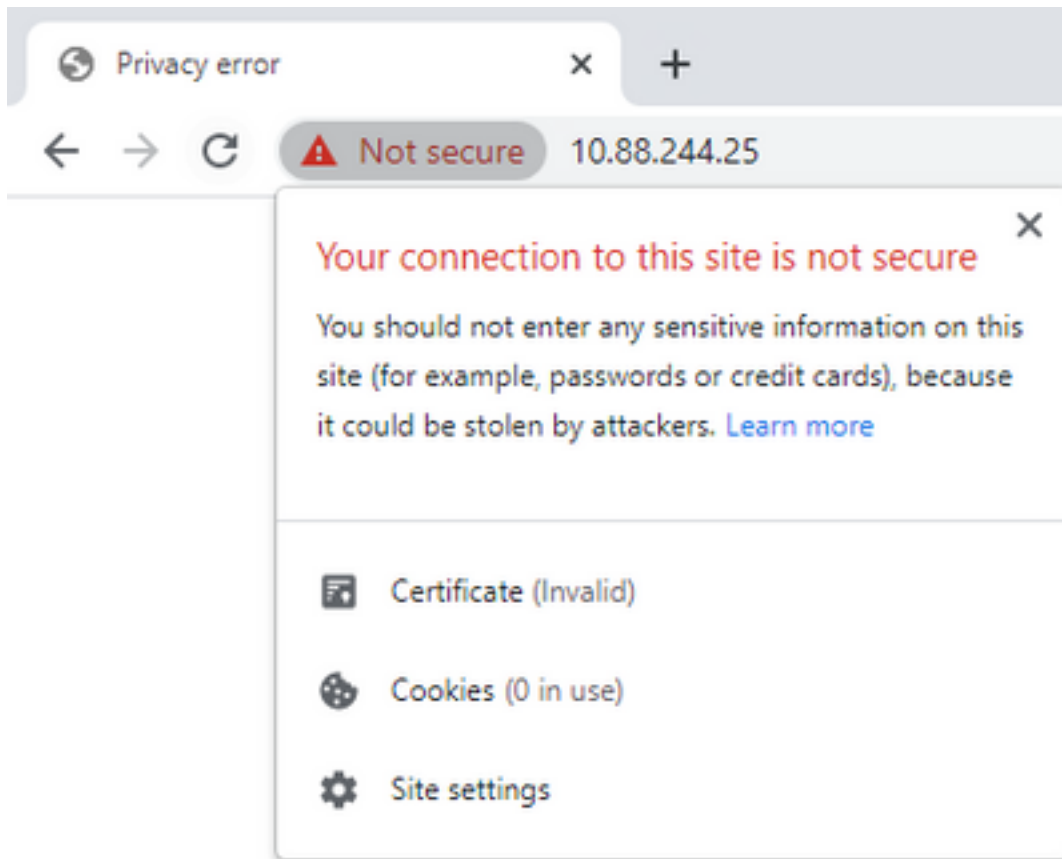 Privacy error
Not secure 10.88.244.25
Your connection to this site is not secure
You should not enter any sensitive information on this
site (for example, passwords or credit cards), because
it could be stolen by attackers. Learn more
Certificate (Invalid)
Cookies (0 in use)
Site settings